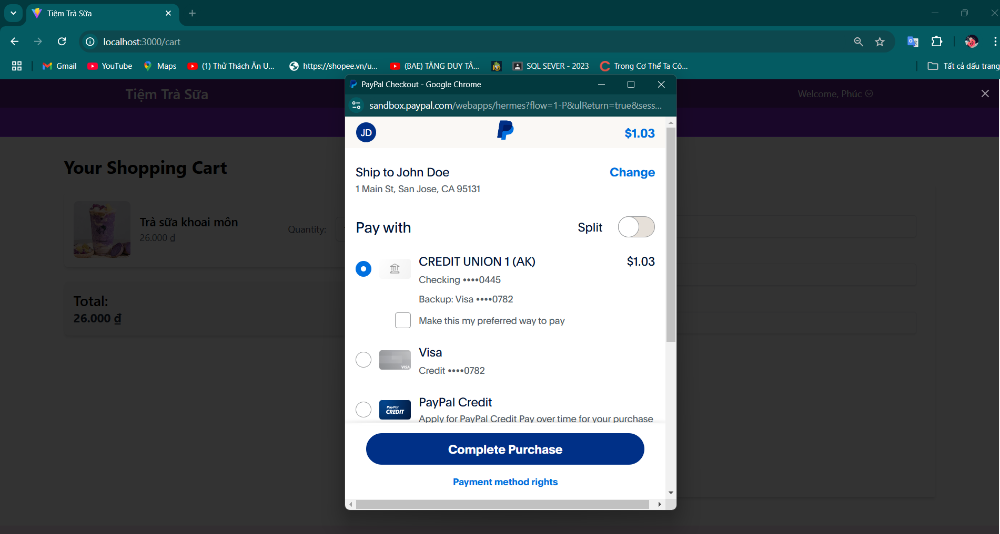 Tiệm Trà Sữa
localhost:3000/cart
Gmail
YouTube
Maps
(1) Thử Thách Ăn U...
https://shopee.vn/u...
(BAE) TĂNG DUY TÂ...
SQL SEVER - 2023
Trong Cơ Thể Ta Có...
Tất cả dấu trang
PayPal Checkout - Google Chrome
sandbox.paypal.com/webapps/hermes?flow=1-P&ulReturn=true&sess...
Tiệm Trà Sữa
Welcome, Phúc
JD
$1.03
Your Shopping Cart
Trà sữa khoai môn
26.000 ₫
Quantity:
Total:
26.000 ₫
Ship to John Doe
Change
1 Main St, San Jose, CA 95131
Pay with
Split
CREDIT UNION 1 (AK)
$1.03
Checking ••••0445
Backup: Visa ••••0782
Make this my preferred way to pay
VISA
Visa
Credit ••••0782
PayPal
CREDIT
PayPal Credit
Apply for PayPal Credit Pay over time for your purchase
Complete Purchase
Payment method rights